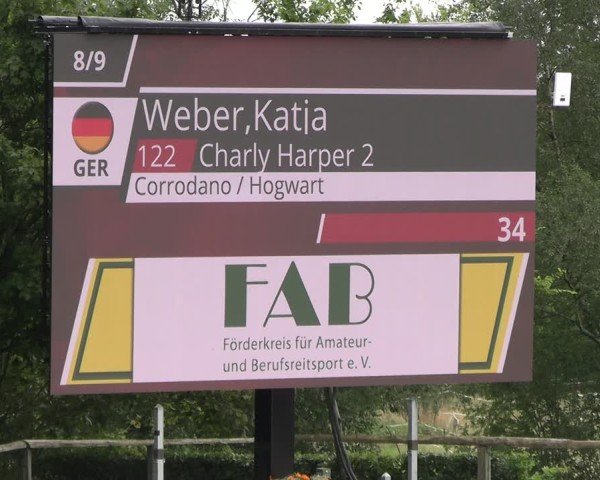 8/9
Weber,Katja
GER
122 Charly Harper 2
Corrodano / Hogwart
34
FAB
Förderkreis für Amateur-
und Berufsreitsport e. V.